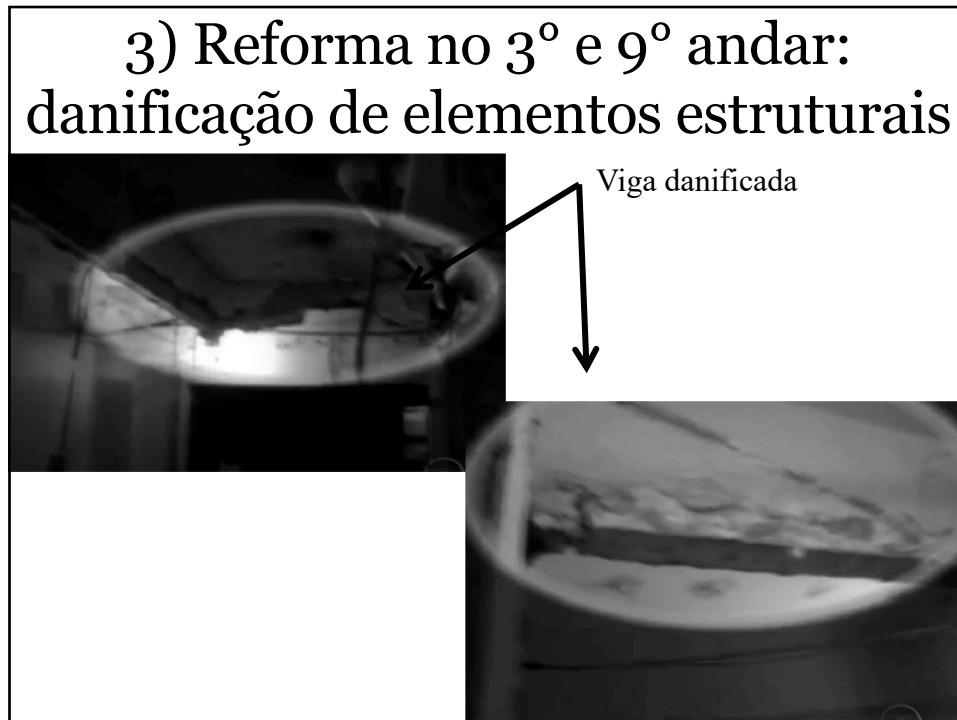 3) Reforma no 3° e 9° andar:
danificação de elementos estruturais
Viga danificada